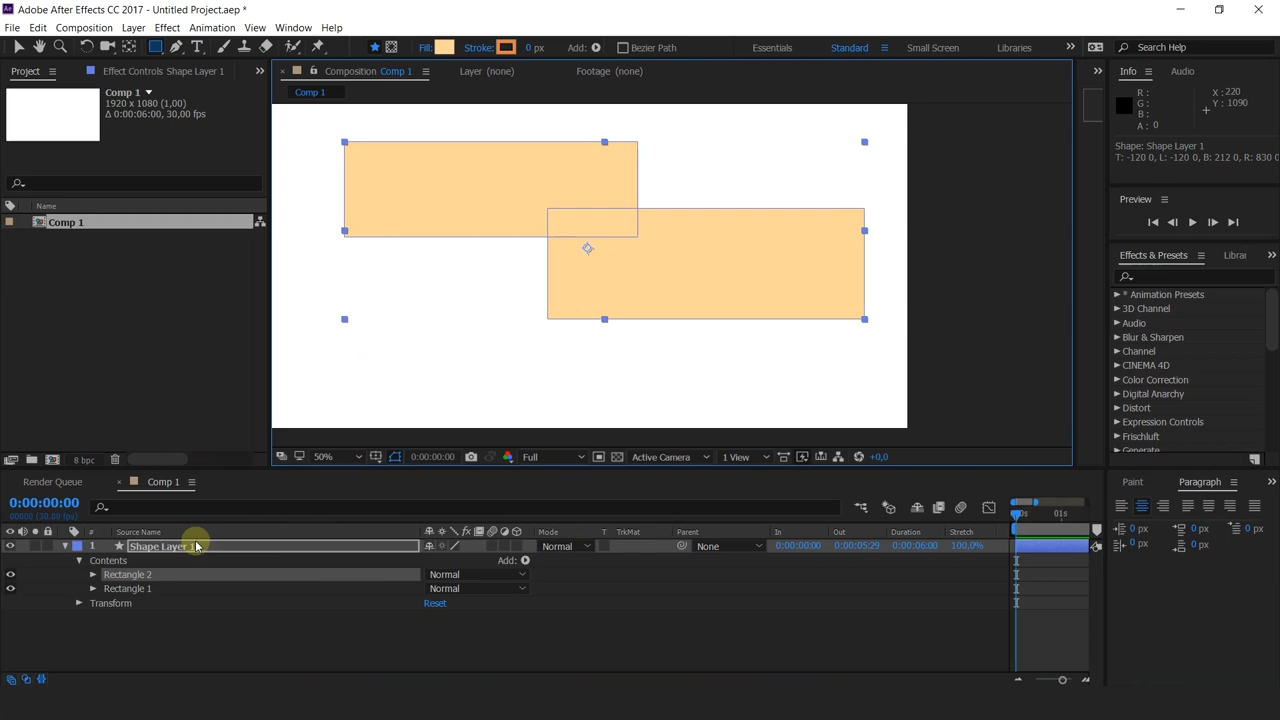 Adobe After Effects CC 2017 - Untitled Project.aep *
File Edit Composition Layer Effect Animation View Window Help
Fill: Stroke: 0 px Add: Bezier Path Essentials Standard Small Screen Libraries Search Help
Project Effect Controls Shape Layer 1 Composition Comp 1 Layer (none) Footage (none) Info Audio
Comp 1
1920 x 1080 (1,00)
Δ 0:00:06:00, 30,00 fps
Comp 1
R:
G:
B:
A: 0
X: 220
Y: 1090
Shape: Shape Layer 1
T: -120 0, L: -120 0, B: 212 0, R: 830 0
Preview
Name
Comp 1
Effects & Presets Librai
* Animation Presets
3D Channel
Audio
Blur & Sharpen
Channel
CINEMA 4D
Color Correction
Digital Anarchy
Distort
Expression Controls
Frischluft
Generate
8 bpc 50% 0:00:00:00 Full Active Camera 1 View +0,0
Render Queue Comp 1 Paint Paragraph
0:00:00:00
00000 (30.00 fps)
00s 01s
# Source Name Mode T TrkMat Parent In Out Duration Stretch
1 Shape Layer 1 Normal None 0:00:00:00 0:00:05:29 0:00:06:00 100,0%
Contents Add:
Rectangle 2 Normal
Rectangle 1 Normal
Transform Reset
0 px 0 px 0 px
0 px 0 px